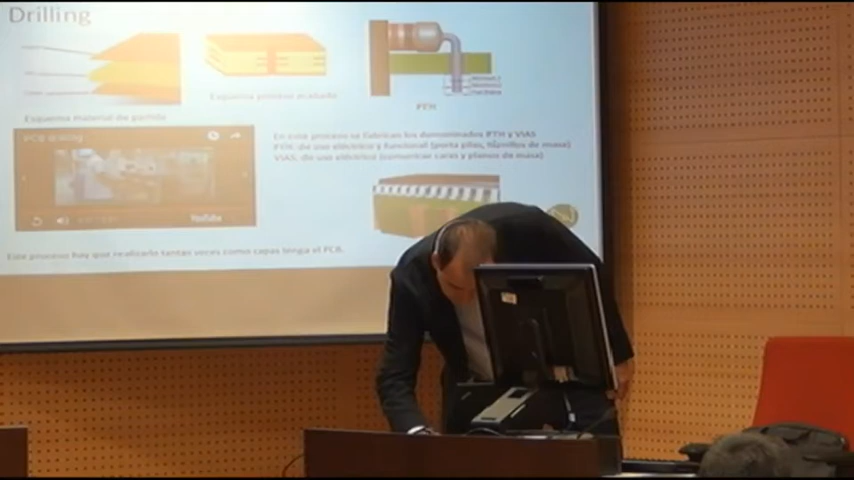 Drilling
Esquema material de partida
Esquema proceso acabado
PTH
PCB drilling
En este proceso se fabrican los denominados PTH y VIAS
PTH: de uso eléctrico y funcional (porta pilas, tornillos de masa)
VIAS: de uso eléctrico (comunicar caras y planos de masa)
YouTube
Este proceso hay que realizarlo tantas veces como capas tenga el PCB.